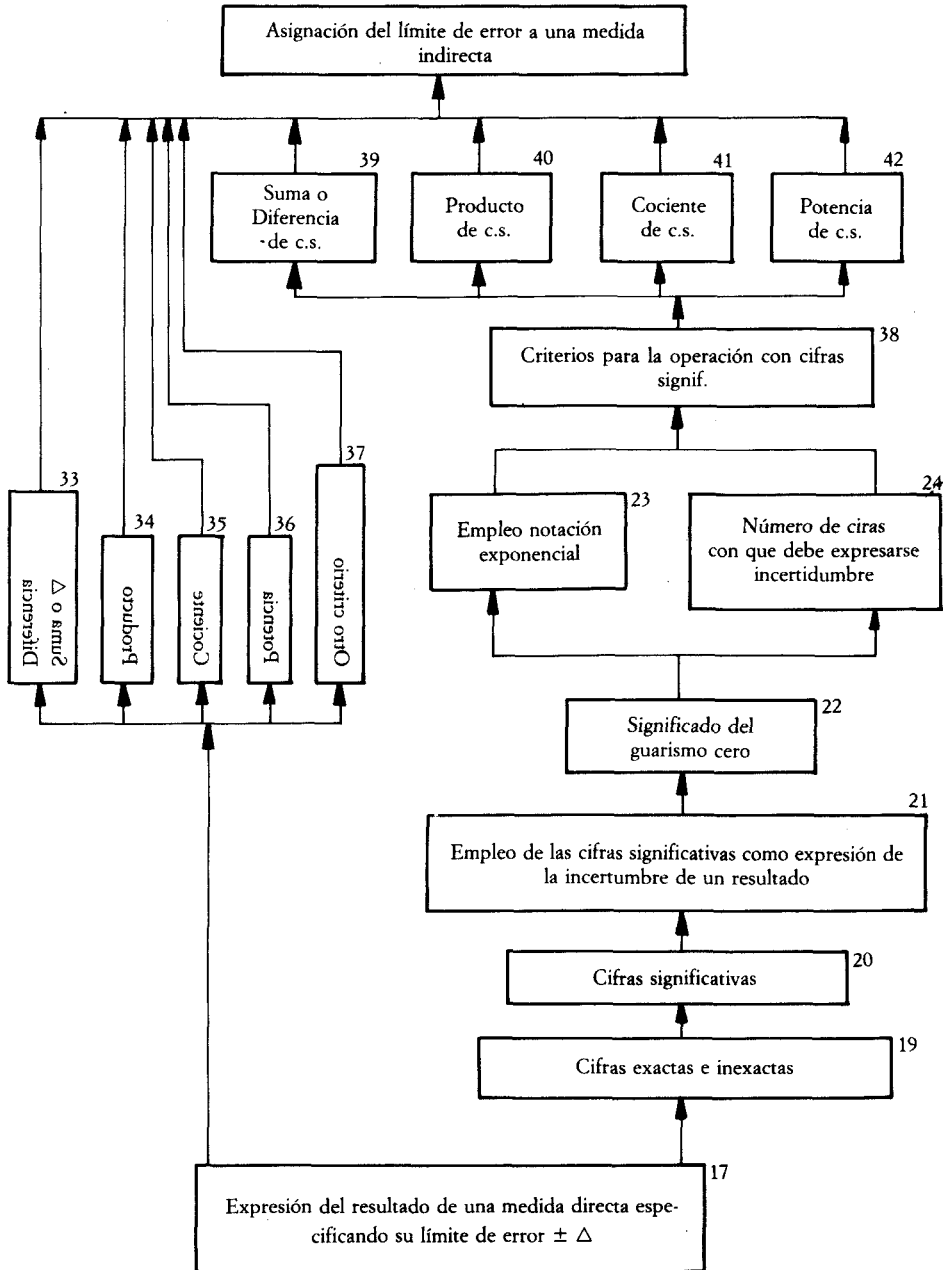 Asignación del límite de error a una medida
indirecta
39
Suma o
Diferencia
de c.s.
40
Producto
de c.s.
41
Cociente
de c.s.
42
Potencia
de c.s.
38
Criterios para la operación con cifras
signif.
33
Diferencia
Suma o △
34
Producto
35
Cociente
36
Potencia
37
Otro criterio
23
Empleo notación
exponencial
24
Número de ciras
con que debe expresarse
incertidumbre
22
Significado del
guarismo cero
21
Empleo de las cifras significativas como expresión de
la incertumbre de un resultado
20
Cifras significativas
19
Cifras exactas e inexactas
17
Expresión del resultado de una medida directa espe-
cificando su límite de error ± △